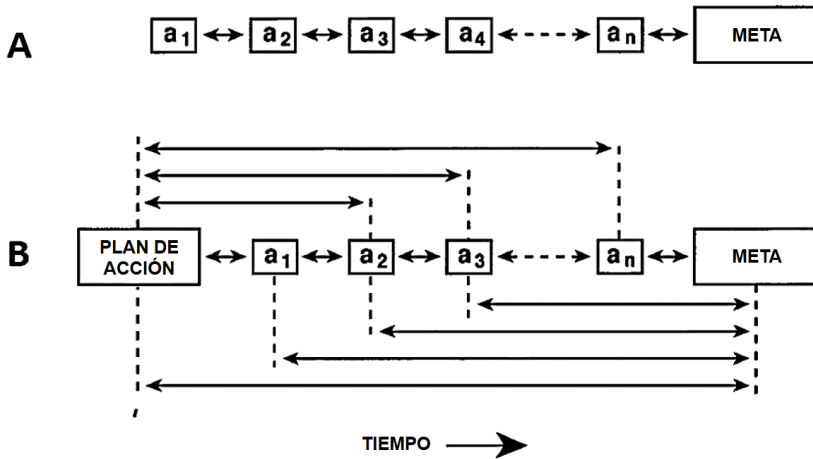 A
a1 a2 a3 a4 an META
B
PLAN DE
ACCIÓN
a1 a2 a3 an META
TIEMPO